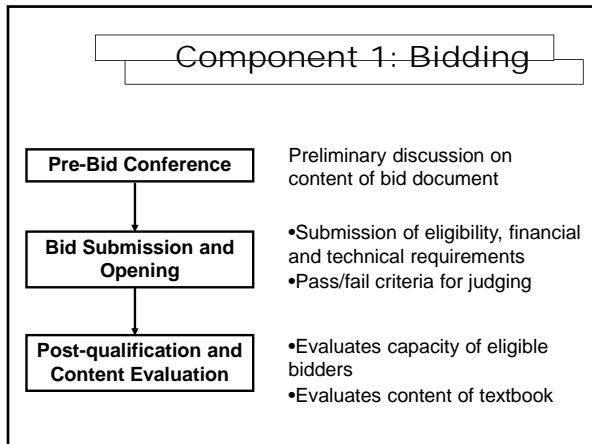 Component 1: Bidding
Pre-Bid Conference
Preliminary discussion on
content of bid document
Bid Submission and
Opening
•Submission of eligibility, financial
and technical requirements
•Pass/fail criteria for judging
Post-qualification and
Content Evaluation
•Evaluates capacity of eligible
bidders
•Evaluates content of textbook